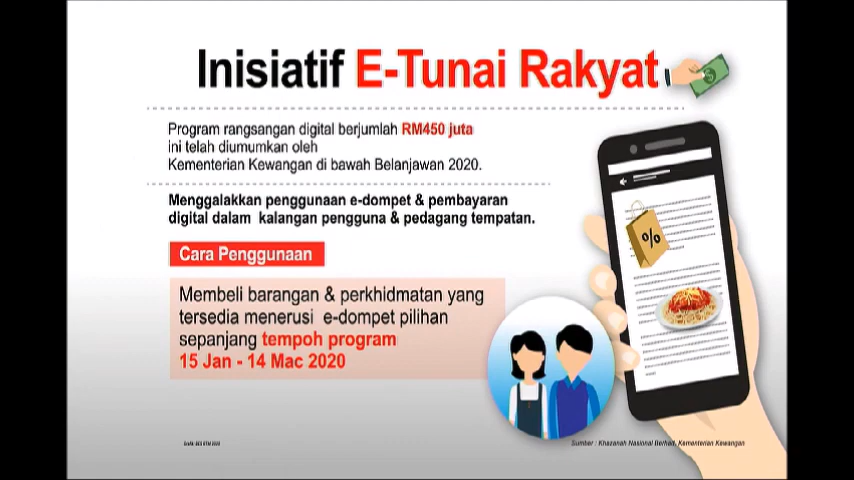 Inisiatif E-Tunai Rakyat
Program rangsangan digital berjumlah RM450 juta
ini telah diumumkan oleh
Kementerian Kewangan di bawah Belanjawan 2020.
Menggalakkan penggunaan e-dompet & pembayaran
digital dalam kalangan pengguna & pedagang tempatan.
Cara Penggunaan
Membeli barangan & perkhidmatan yang
tersedia menerusi e-dompet pilihan
sepanjang tempoh program
15 Jan - 14 Mac 2020
%
Sumber : Khazanah Nasional Berhad, Kementerian Kewangan